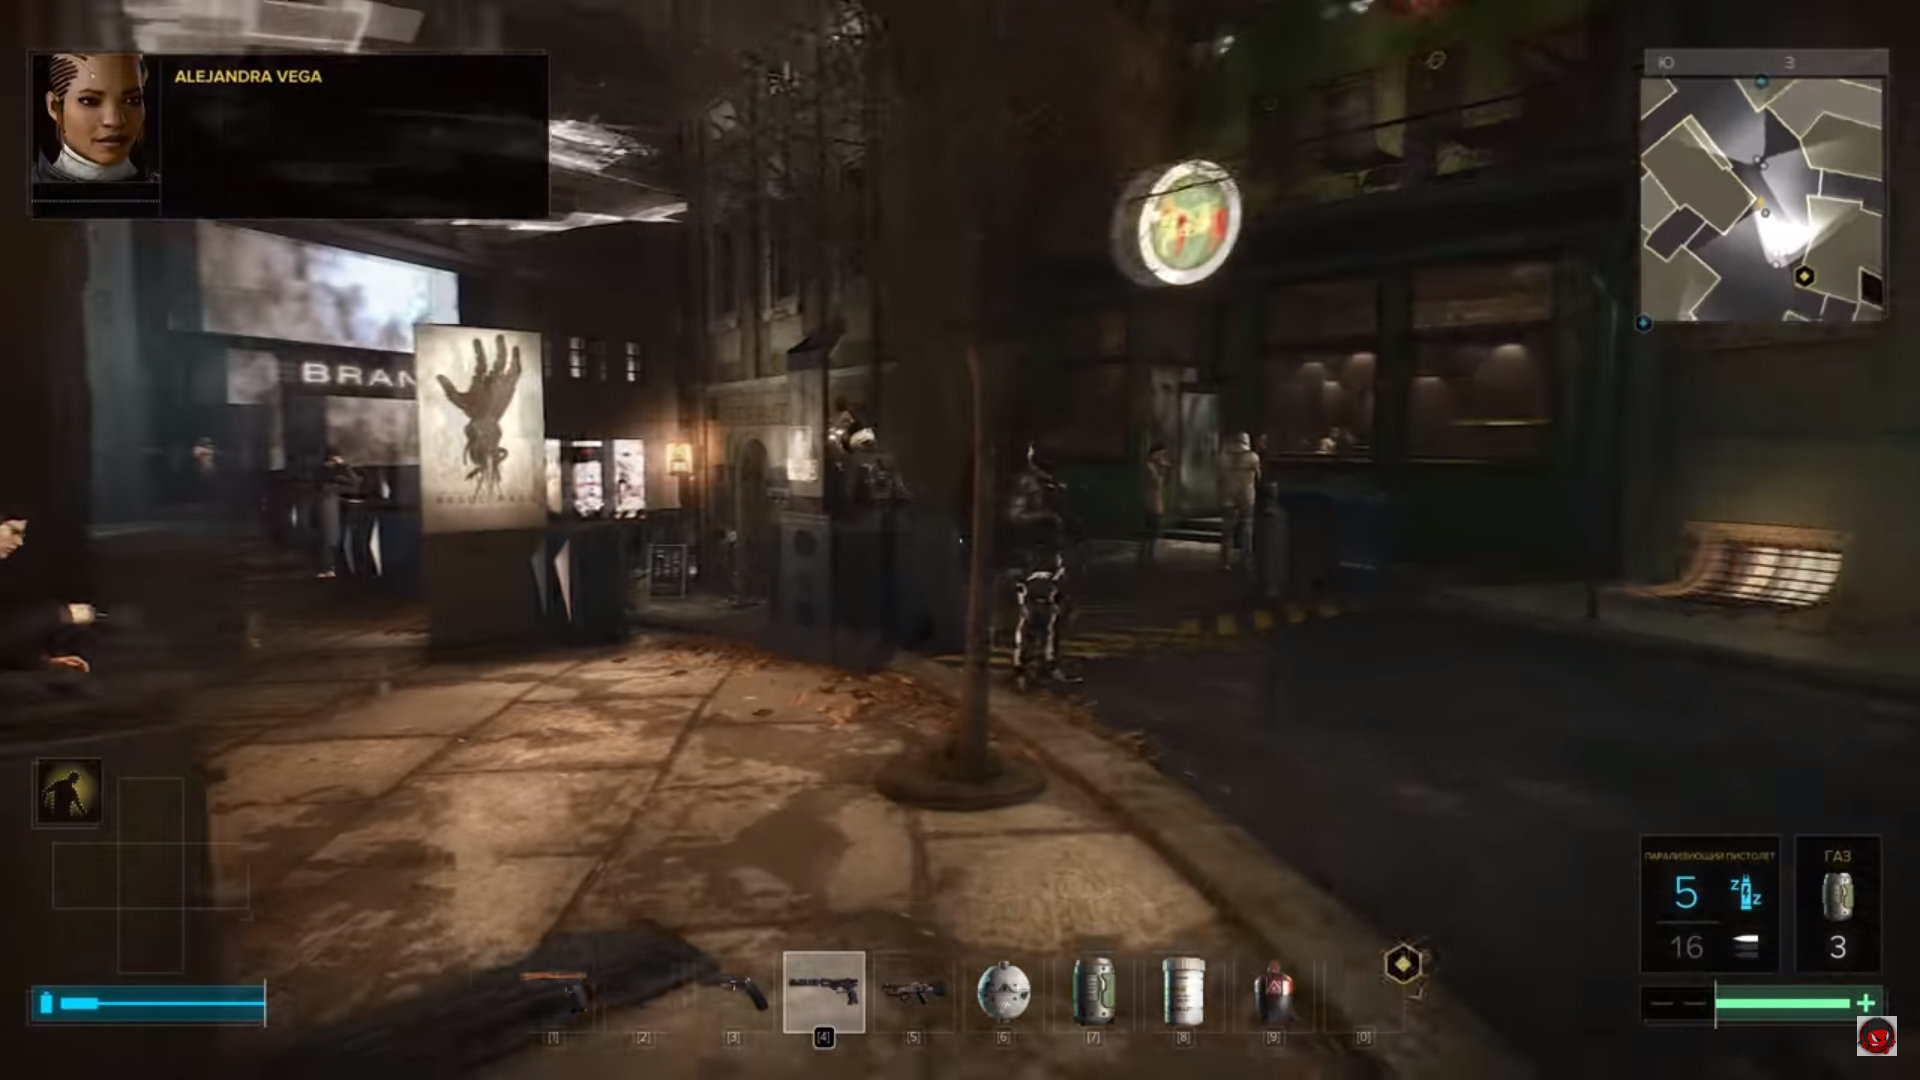 ALEJANDRA VEGA
Ю З
BRAN
ПАРАЛИЗУЮЩИЙ ПИСТОЛЕТ
5
16
ГАЗ
3
[1] [2] [3] [4] [5] [6] [7] [8] [9] [0]